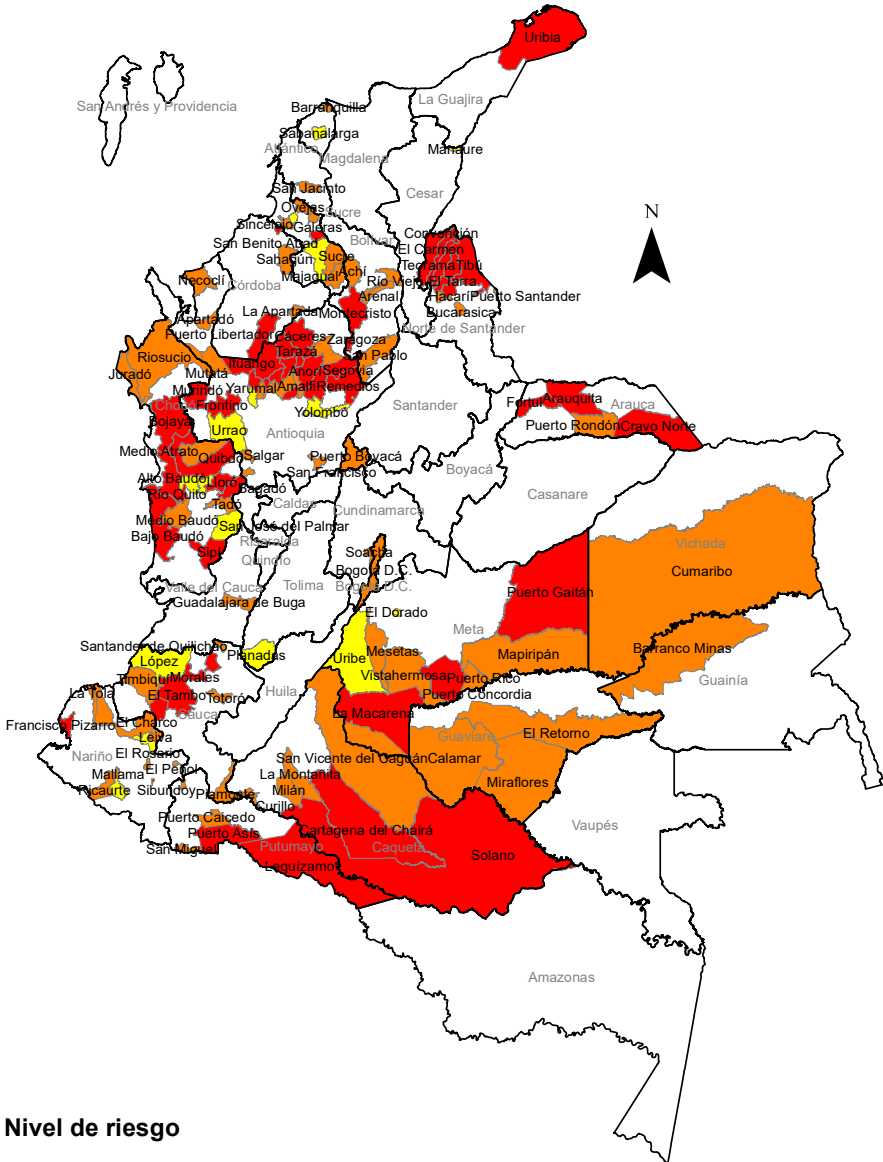 Uribia
La Guajira
San Andrés y Providencia
Barranquilla
Sabanalarga
Atlántico
Manaure
Magdalena
San Jacinto
Cesar
Ovejas
Sucre
N
Sincelejo
Galeras
Convención
San Benito Abad
Bolívar
El Carmen
Sahagún
Sucre
Teorama
Tibú
Achí
Necoclí
Majagual
Río Viejo
El Tarra
Córdoba
Arenal
Hacarí
Puerto Santander
La Apartada
Montecristo
Bucarasica
Apartadó
Norte de Santander
Puerto Libertador
Cáceres
Zaragoza
Riosucio
Tarazá
San Pablo
Ituango
Juradó
Mutatá
Anorí
Segovia
Murindó
Yarumal
Amalfi
Remedios
Chocó
Frontino
Yolombó
Santander
Fortul
Arauquita
Arauca
Bojaya
Urrao
Antioquia
Puerto Rondón
Cravo Norte
Medio Atrato
Quibdó
Salgar
Puerto Boyacá
San Francisco
Boyacá
Alto Baudó
Lloró
Bagadó
Casanare
Río Quito
Tadó
Caldas
Cundinamarca
Medio Baudó
San José del Palmar
Bajo Baudó
Risaralda
Vichada
Sipí
Quindío
Soacha
Cumaribo
Bogotá D.C.
Valle del Cauca
Tolima
Bogotá D.C.
Puerto Gaitán
Guadalajara de Buga
El Dorado
Meta
Santander de Quilichao
Planadas
Uribe
Mesetas
Mapiripán
Barranco Minas
López
Timbiquí
Morales
Vistahermosa
Puerto Rico
Guainía
La Tola
El Tambo
Totoró
Huila
Puerto Concordia
Cauca
La Macarena
Francisco Pizarro
El Charco
Guaviare
El Retorno
Leiva
Nariño
El Rosario
San Vicente del Caguán
Calamar
Mallama
El Peñol
La Montañita
Ricaurte
Sibundoy
Piamonte
Milán
Miraflores
Curillo
Puerto Caicedo
Vaupés
Puerto Asís
Cartagena del Chairá
San Miguel
Putumayo
Caquetá
Solano
Leguízamo
Amazonas
Nivel de riesgo